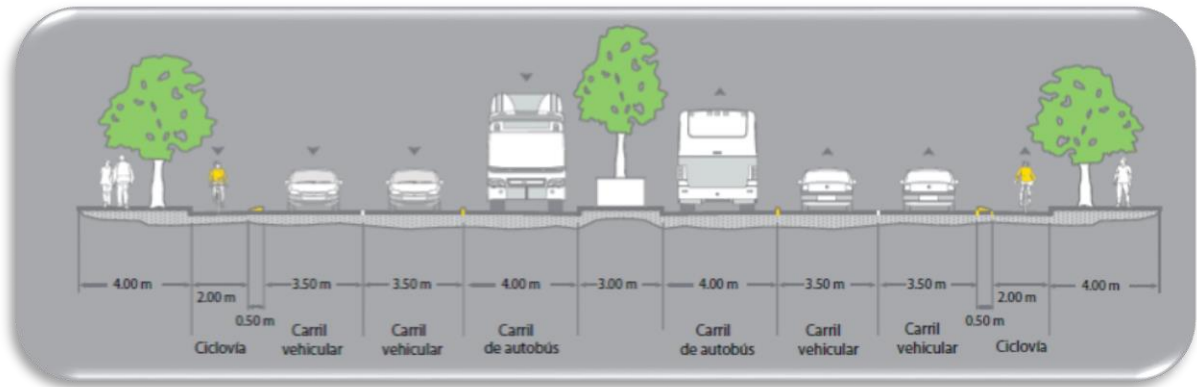 4.00 m
2.00 m
0.50 m
3.50 m
3.50 m
4.00 m
3.00 m
4.00 m
3.50 m
3.50 m
0.50 m
2.00 m
4.00 m
Ciclovía
Carril
vehicular
Carril
vehicular
Carril
de autobús
Carril
de autobús
Carril
vehicular
Carril
vehicular
Ciclovía